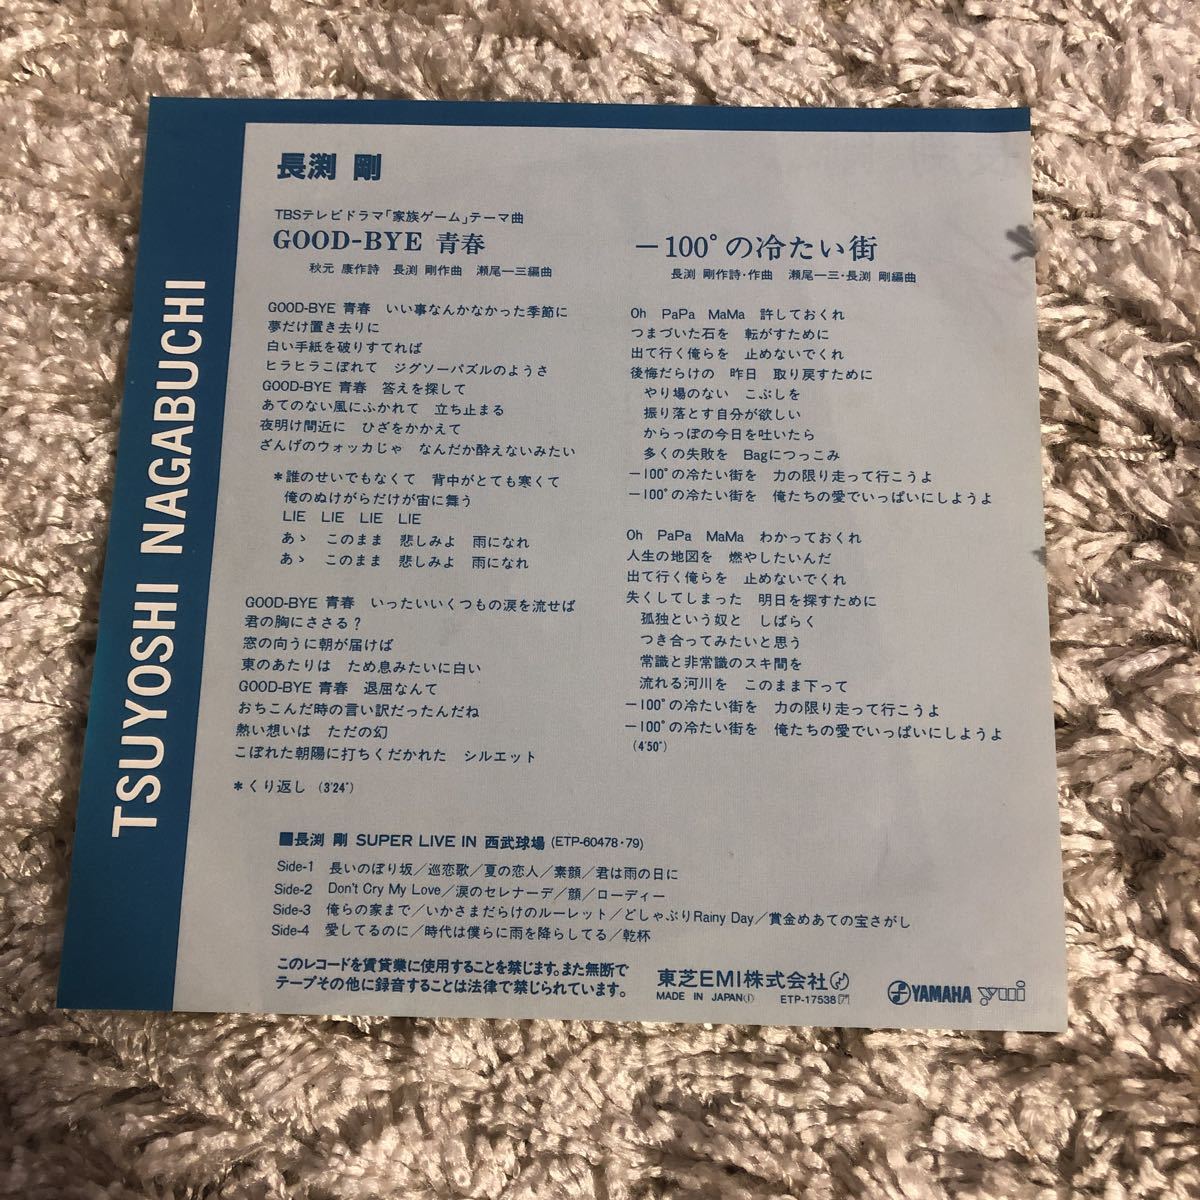 TSUYOSHI NAGABUCHI
長渕 剛
TBSテレビドラマ「家族ゲーム」テーマ曲
GOOD-BYE 青春
秋元 康作詩 長渕 剛作曲 瀬尾一三編曲
GOOD-BYE 青春 いい事なんかなかった季節に
夢だけ置き去りに
白い手紙を破りすてれば
ヒラヒラこぼれて ジグソーパズルのようさ
GOOD-BYE 青春 答えを探して
あてのない風にふかれて 立ち止まる
夜明け間近に ひざをかかえて
ざんげのウォッカじゃ なんだか酔えないみたい
*誰のせいでもなくて 背中がとても寒くて
俺のぬけがらだけが宙に舞う
LIE LIE LIE LIE
あゝ このまま 悲しみよ 雨になれ
あゝ このまま 悲しみよ 雨になれ
GOOD-BYE 青春 いったいいくつもの涙を流せば
君の胸にささる?
窓の向うに朝が届けば
東のあたりは ため息みたいに白い
GOOD-BYE 青春 退屈なんて
おちこんだ時の言い訳だったんだね
熱い想いは ただの幻
こぼれた朝陽に打ちくだかれた シルエット
*くり返し (3'24")
−100°の冷たい街
長渕 剛作詩・作曲 瀬尾一三・長渕 剛編曲
Oh PaPa MaMa 許しておくれ
つまづいた石を 転がすために
出て行く俺らを 止めないでくれ
後悔だらけの 昨日 取り戻すために
やり場のない こぶしを
振り落とす自分が欲しい
からっぽの今日を吐いたら
多くの失敗を Bagにつっこみ
−100°の冷たい街を 力の限り走って行こうよ
−100°の冷たい街を 俺たちの愛でいっぱいにしようよ
Oh PaPa MaMa わかっておくれ
人生の地図を 燃やしたいんだ
出て行く俺らを 止めないでくれ
失くしてしまった 明日を探すために
孤独という奴と しばらく
つき合ってみたいと思う
常識と非常識のスキ間を
流れる河川を このまま下って
−100°の冷たい街を 力の限り走って行こうよ
−100°の冷たい街を 俺たちの愛でいっぱいにしようよ
(4'50")
■長渕 剛 SUPER LIVE IN 西武球場 (ETP-60478・79)
Side-1 長いのぼり坂/巡恋歌/夏の恋人/素顔/君は雨の日に
Side-2 Don't Cry My Love/涙のセレナーデ/顔/ローディー
Side-3 俺らの家まで/いかさまだらけのルーレット/どしゃぶりRainy Day/賞金めあての宝さがし
Side-4 愛してるのに/時代は僕らに雨を降らしてる/乾杯
このレコードを賃貸業に使用することを禁じます。また無断で
テープその他に録音することは法律で禁じられています。
東芝EMI株式会社
MADE IN JAPAN ETP-17538
YAMAHA
yui